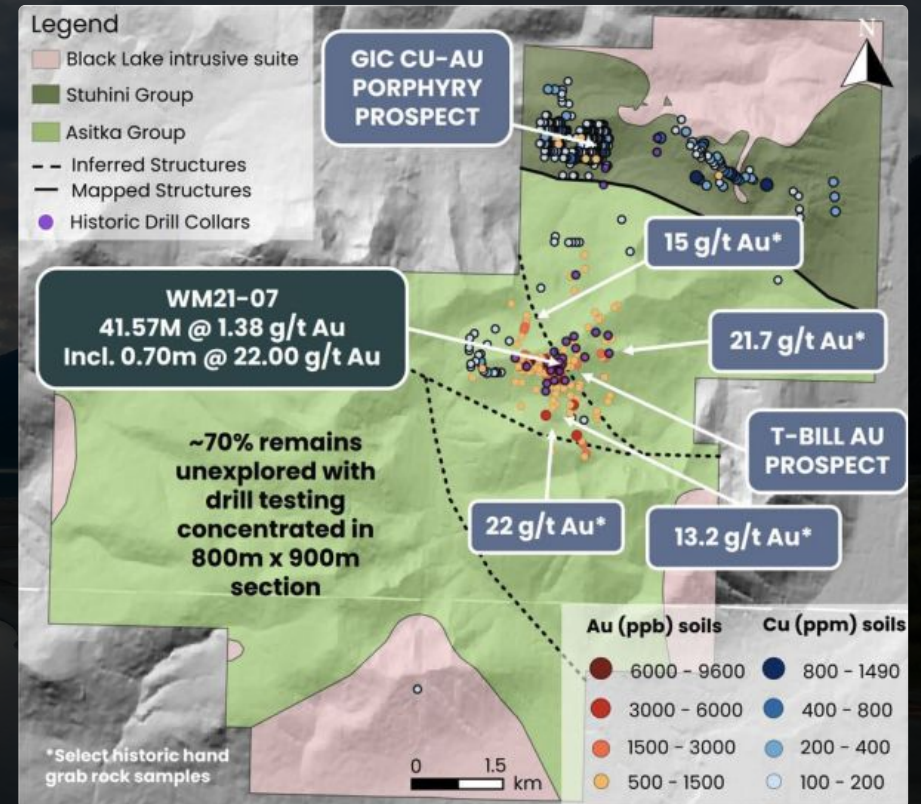 Legend
Black Lake intrusive suite
Stuhini Group
Asitka Group
Inferred Structures
Mapped Structures
Historic Drill Collars
GIC CU-AU
PORPHYRY
PROSPECT
N
15 g/t Au*
WM21-07
41.57M @ 1.38 g/t Au
Incl. 0.70m @ 22.00 g/t Au
21.7 g/t Au*
~70% remains
unexplored with
drill testing
concentrated in
800m x 900m
section
T-BILL AU
PROSPECT
22 g/t Au*
13.2 g/t Au*
*Select historic hand
grab rock samples
0 1.5
km
Au (ppb) soils
6000 - 9600
3000 - 6000
1500 - 3000
500 - 1500
Cu (ppm) soils
800 - 1490
400 - 800
200 - 400
100 - 200